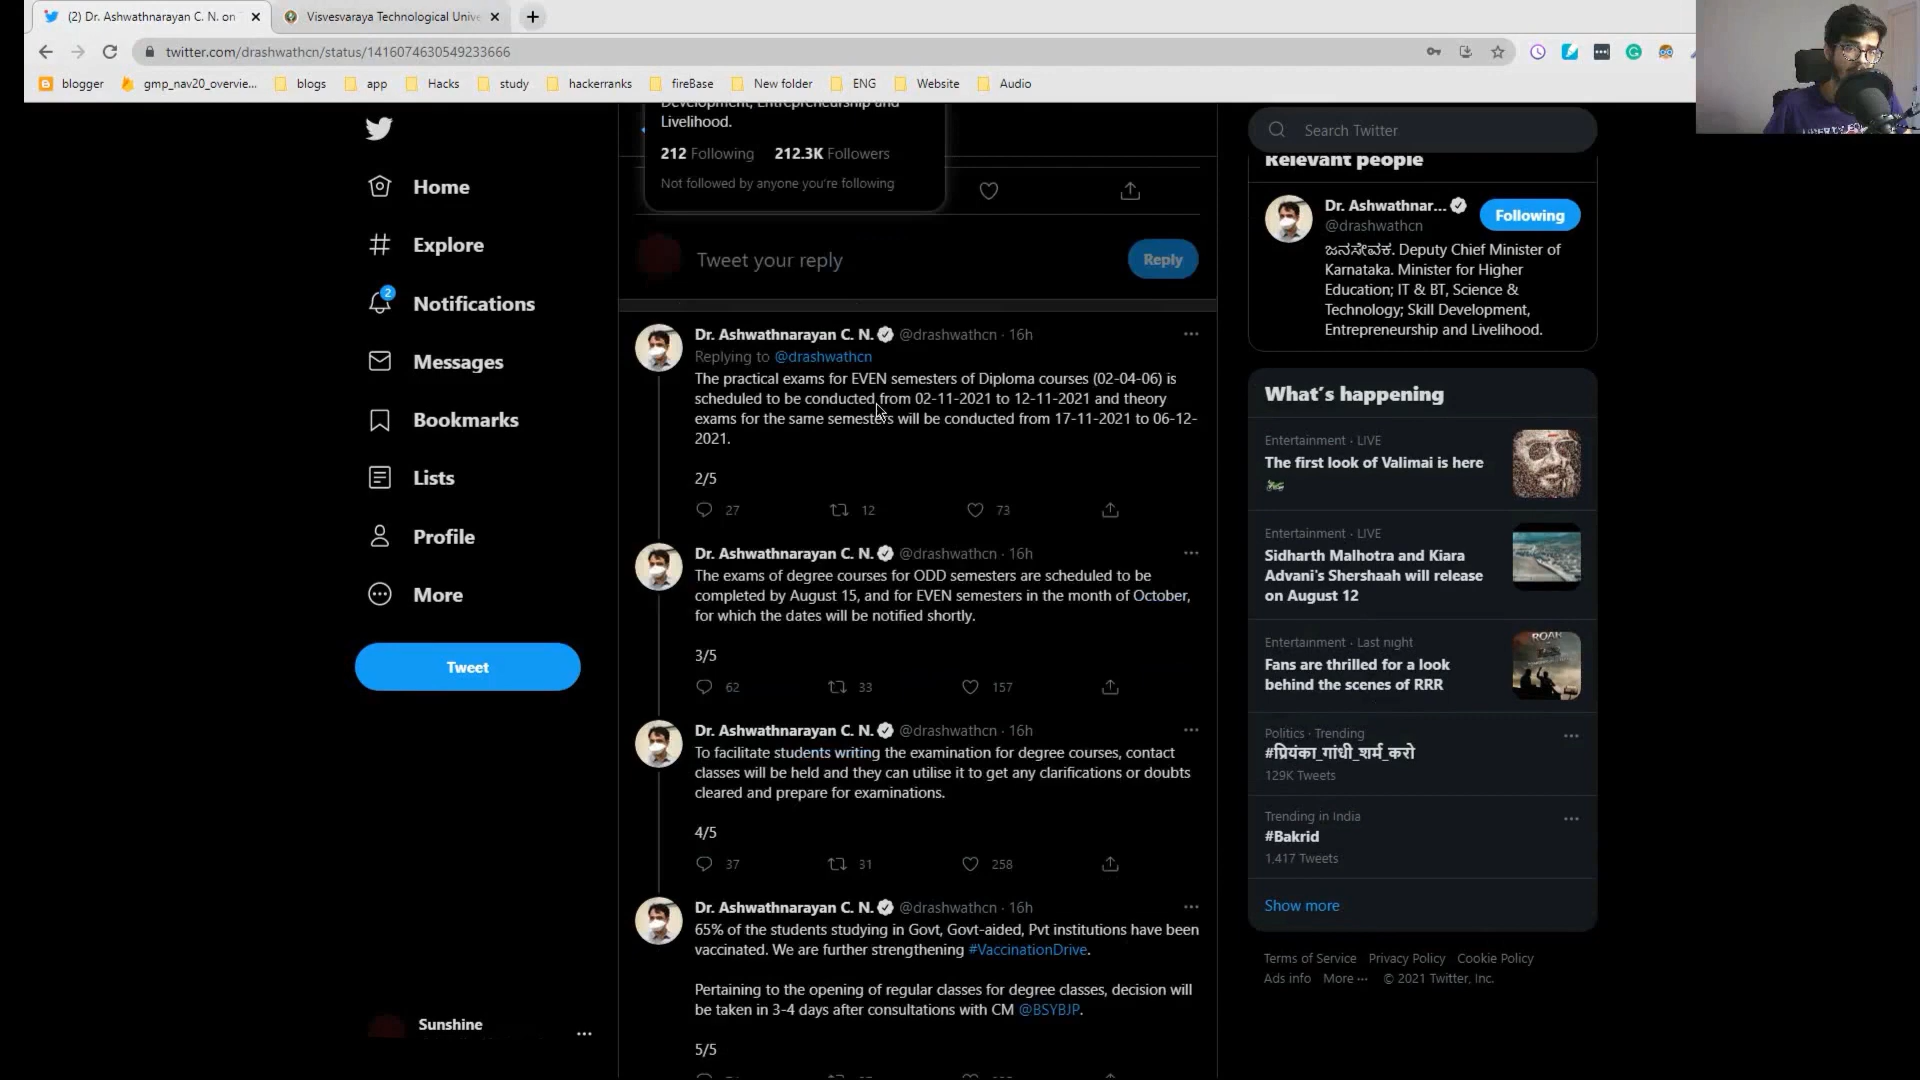 (2) Dr. Ashwathnarayan C. N. on
Visvesvaraya Technological Unive
twitter.com/drashwathcn/status/1416074630549233666
blogger
gmp_nav20_overvie...
blogs
app
Hacks
study
hackerranks
fireBase
New folder
ENG
Website
Audio
Home
Explore
2
Notifications
Messages
Bookmarks
Lists
Profile
More
Tweet
Sunshine
Development, Entrepreneurship and
Livelihood.
212 Following 212.3K Followers
Not followed by anyone you're following
Tweet your reply
Reply
Dr. Ashwathnarayan C. N. @drashwathcn · 16h
Replying to @drashwathcn
The practical exams for EVEN semesters of Diploma courses (02-04-06) is
scheduled to be conducted from 02-11-2021 to 12-11-2021 and theory
exams for the same semesters will be conducted from 17-11-2021 to 06-12-
2021.
2/5
27 12 73
Dr. Ashwathnarayan C. N. @drashwathcn · 16h
The exams of degree courses for ODD semesters are scheduled to be
completed by August 15, and for EVEN semesters in the month of October,
for which the dates will be notified shortly.
3/5
62 33 157
Dr. Ashwathnarayan C. N. @drashwathcn · 16h
To facilitate students writing the examination for degree courses, contact
classes will be held and they can utilise it to get any clarifications or doubts
cleared and prepare for examinations.
4/5
37 31 258
Dr. Ashwathnarayan C. N. @drashwathcn · 16h
65% of the students studying in Govt, Govt-aided, Pvt institutions have been
vaccinated. We are further strengthening #VaccinationDrive.
Pertaining to the opening of regular classes for degree classes, decision will
be taken in 3-4 days after consultations with CM @BSYBJP.
5/5
Search Twitter
Relevant people
Dr. Ashwathnar...
@drashwathcn
Following
ಜನಸೇವಕ. Deputy Chief Minister of
Karnataka. Minister for Higher
Education; IT & BT, Science &
Technology; Skill Development,
Entrepreneurship and Livelihood.
What's happening
Entertainment · LIVE
The first look of Valimai is here
Entertainment · LIVE
Sidharth Malhotra and Kiara
Advani's Shershaah will release
on August 12
Entertainment · Last night
Fans are thrilled for a look
behind the scenes of RRR
ROAR
Politics · Trending
#प्रियंका_गांधी_शर्म_करो
129K Tweets
Trending in India
#Bakrid
1,417 Tweets
Show more
Terms of Service Privacy Policy Cookie Policy
Ads info More ··· © 2021 Twitter, Inc.